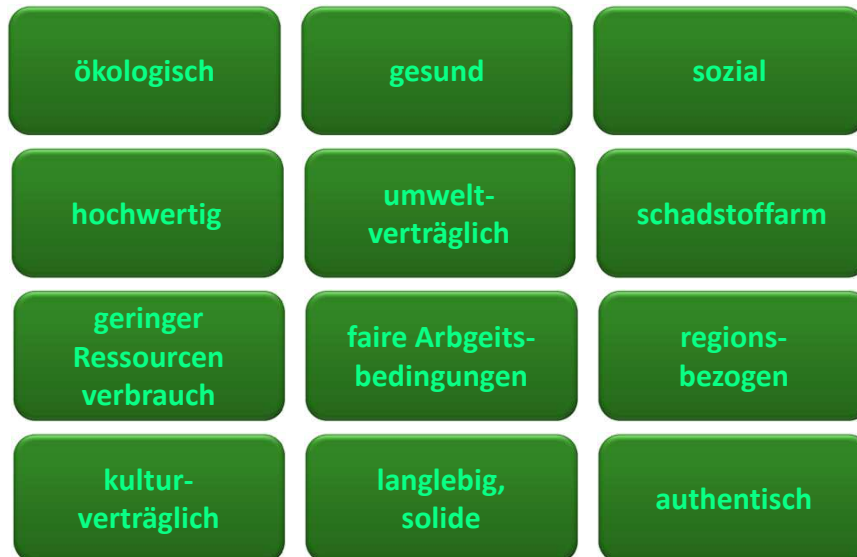 ökologisch
gesund
sozial
hochwertig
umwelt-
verträglich
schadstoffarm
geringer
Ressourcen
verbrauch
faire Arbgeits-
bedingungen
regions-
bezogen
kultur-
verträglich
langlebig,
solide
authentisch